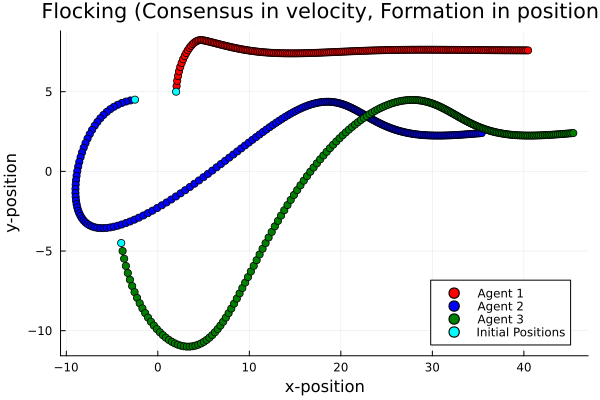 Flocking (Consensus in velocity, Formation in position
y-position
5
0
−5
−10
−10
0
10
20
30
40
x-position
Agent 1
Agent 2
Agent 3
Initial Positions